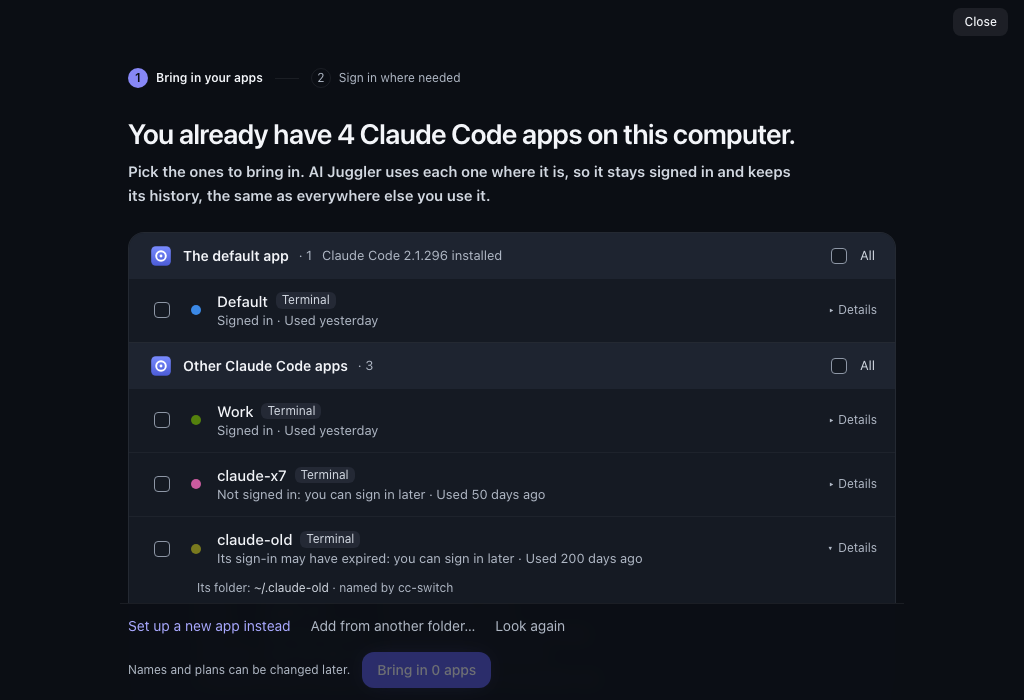 Close
1 Bring in your apps 2 Sign in where needed
You already have 4 Claude Code apps on this computer.
Pick the ones to bring in. AI Juggler uses each one where it is, so it stays signed in and keeps
its history, the same as everywhere else you use it.
The default app · 1 Claude Code 2.1.296 installed All
Default Terminal
Signed in · Used yesterday
▸ Details
Other Claude Code apps · 3 All
Work Terminal
Signed in · Used yesterday
▸ Details
claude-x7 Terminal
Not signed in: you can sign in later · Used 50 days ago
▸ Details
claude-old Terminal
Its sign-in may have expired: you can sign in later · Used 200 days ago
▾ Details
Its folder: ~/.claude-old · named by cc-switch
Set up a new app instead Add from another folder... Look again
Names and plans can be changed later. Bring in 0 apps